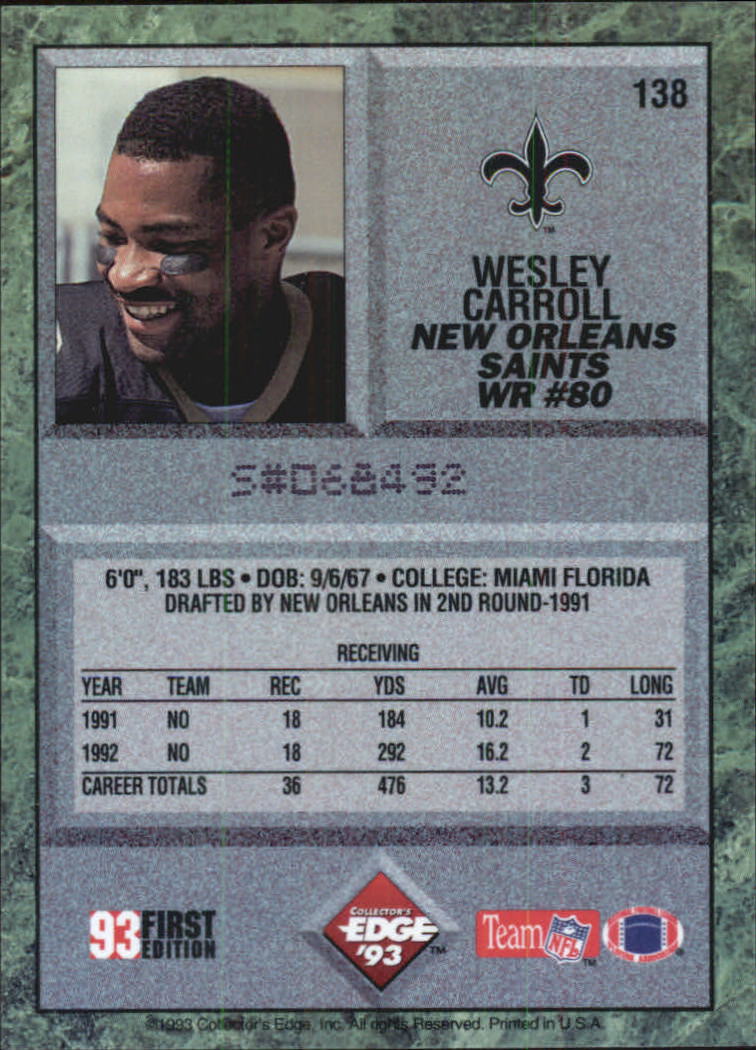 138
TM
WESLEY
CARROLL
NEW ORLEANS
SAINTS
WR #80
S#068492
6'0", 183 LBS • DOB: 9/6/67 • COLLEGE: MIAMI FLORIDA
DRAFTED BY NEW ORLEANS IN 2ND ROUND-1991
RECEIVING
YEAR TEAM REC YDS AVG TD LONG
1991 NO 18 184 10.2 1 31
1992 NO 18 292 16.2 2 72
CAREER TOTALS 36 476 13.2 3 72
93 FIRST
EDITION
COLLECTOR'S
EDGE
'93 TM
Team NFL TM
©1993 Collector's Edge, Inc. All rights Reserved. Printed in U.S.A.